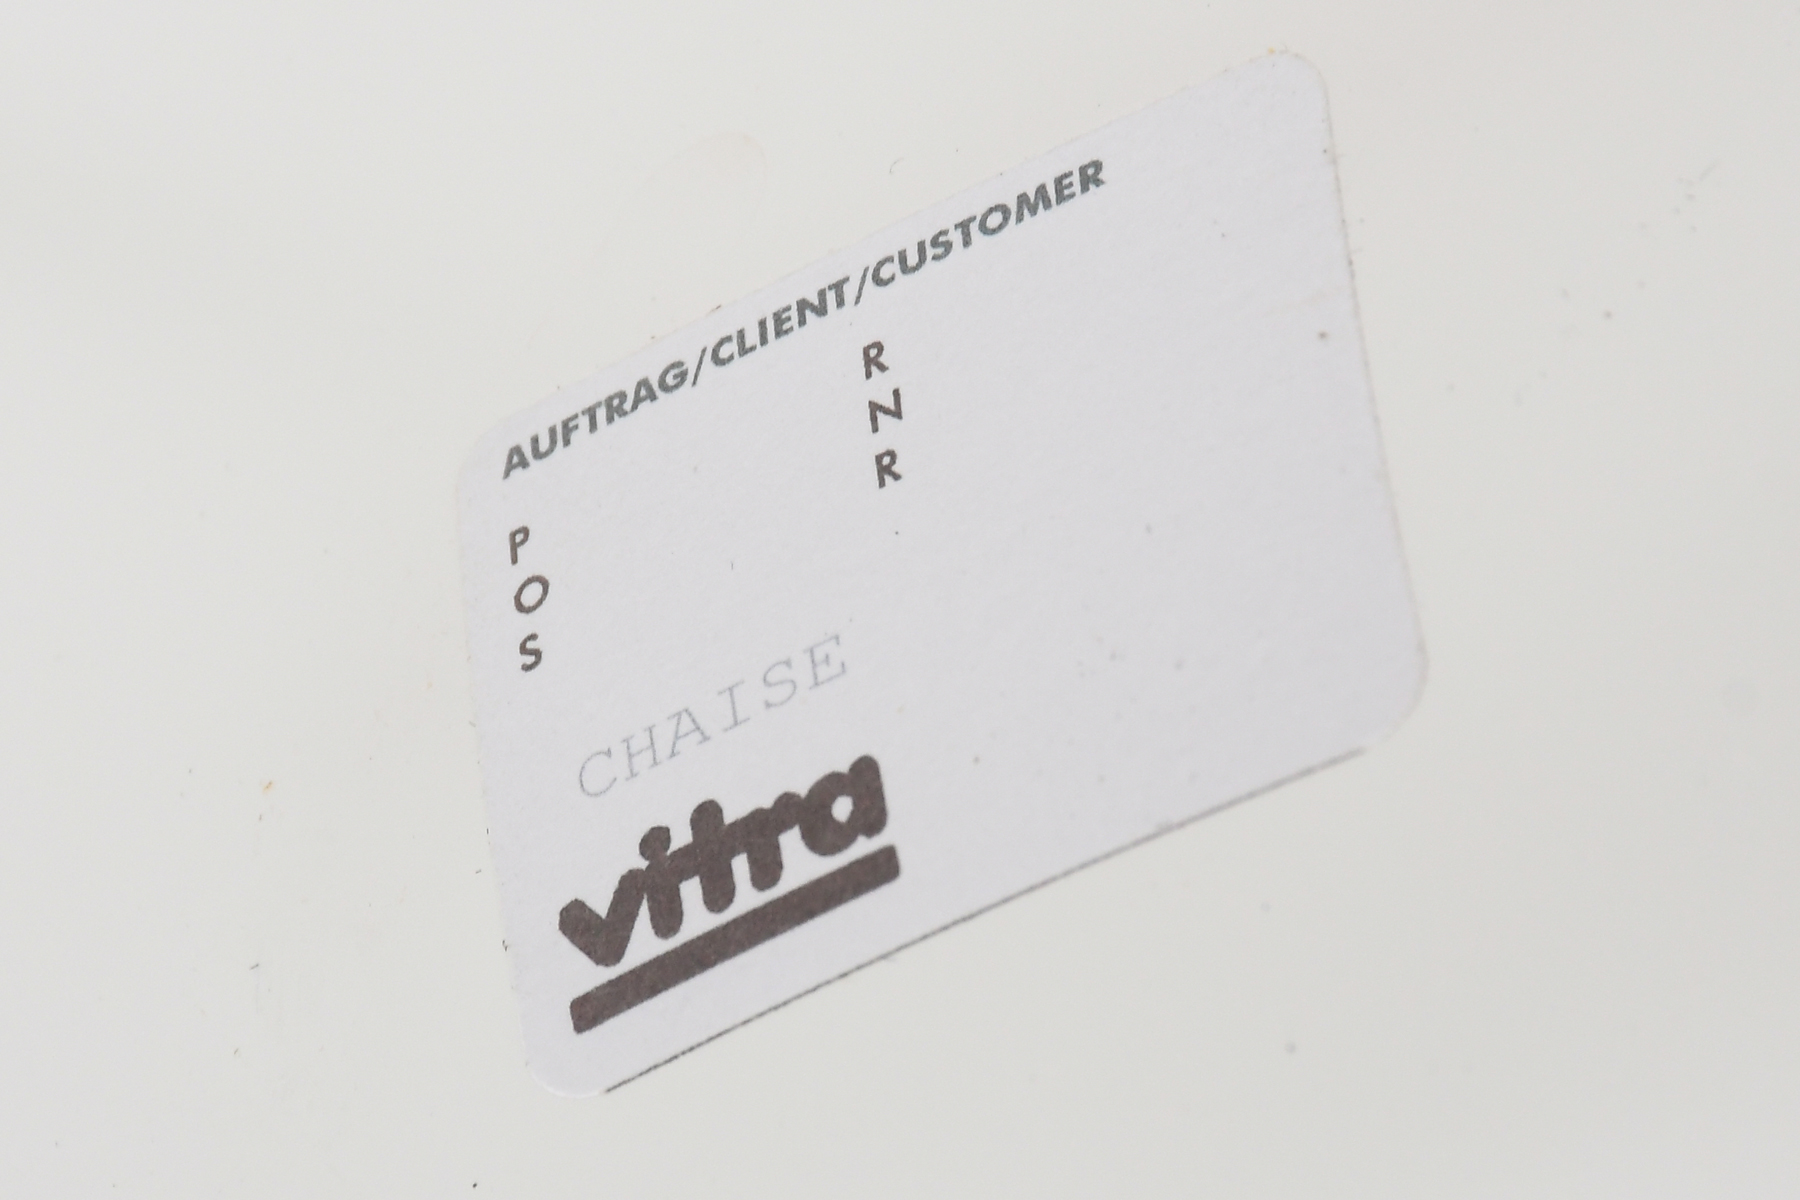 AUFTRAG/CLIENT/CUSTOMER
POS
RNR
CHAISE
vitra